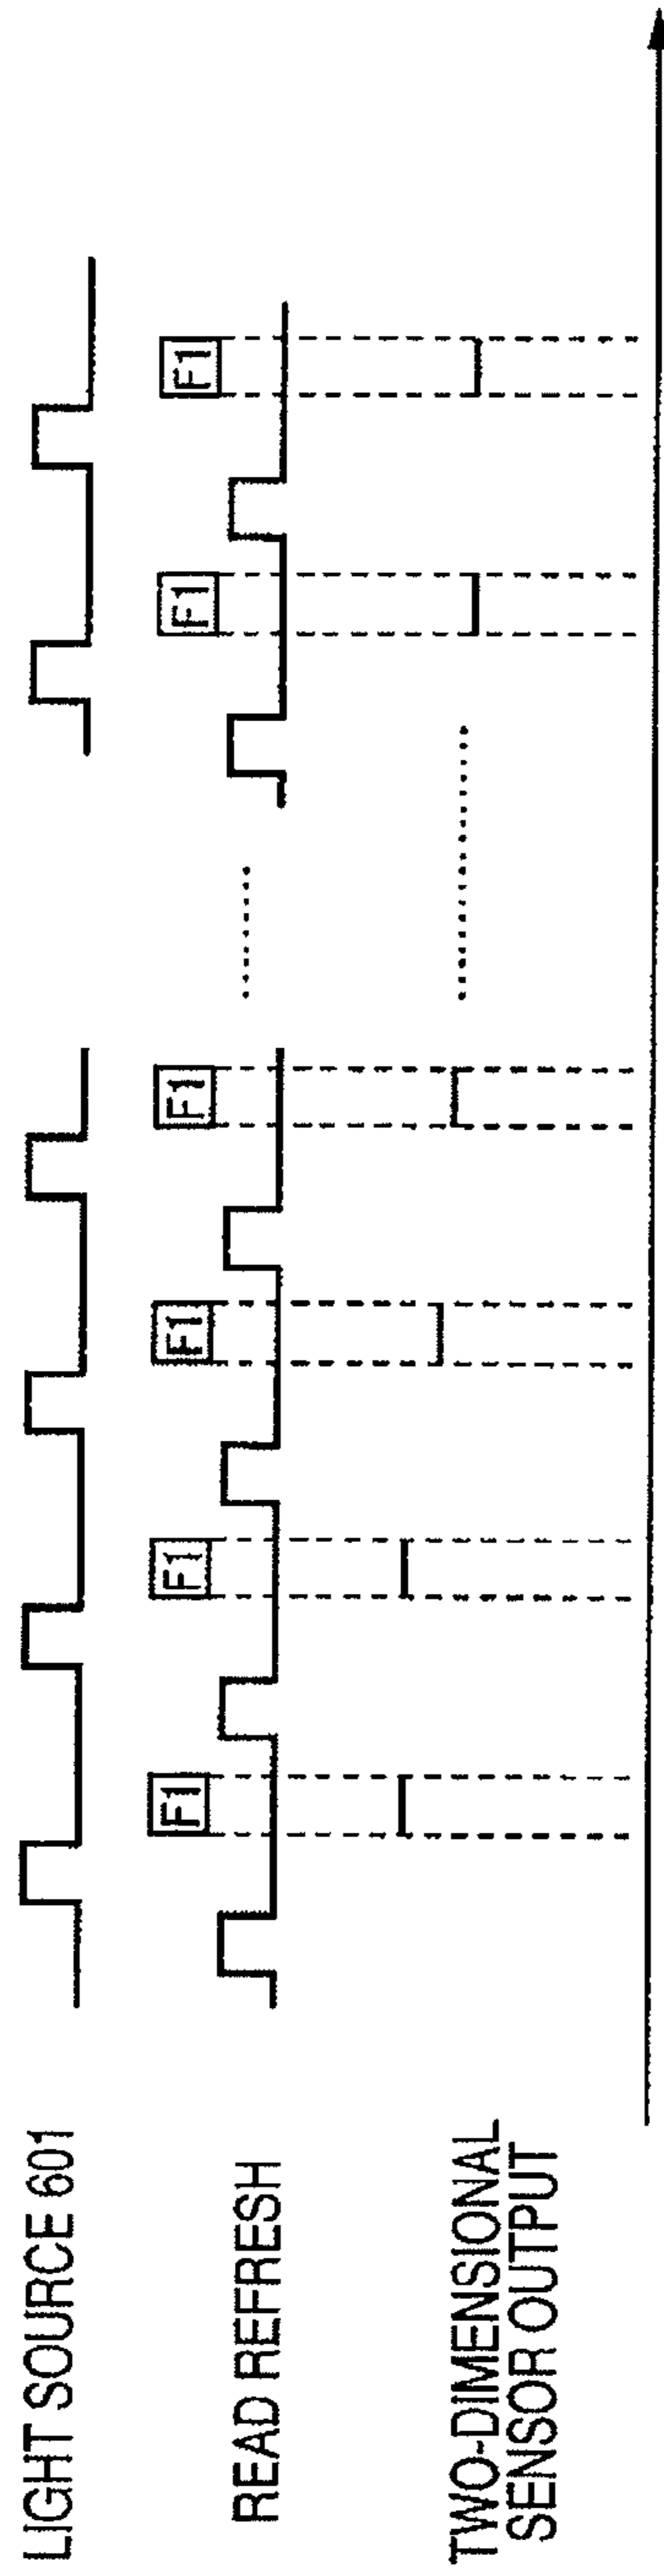 LIGHT SOURCE 601
F1 F1 F1 F1 F1 F1
READ REFRESH
TWO-DIMENSIONAL
SENSOR OUTPUT